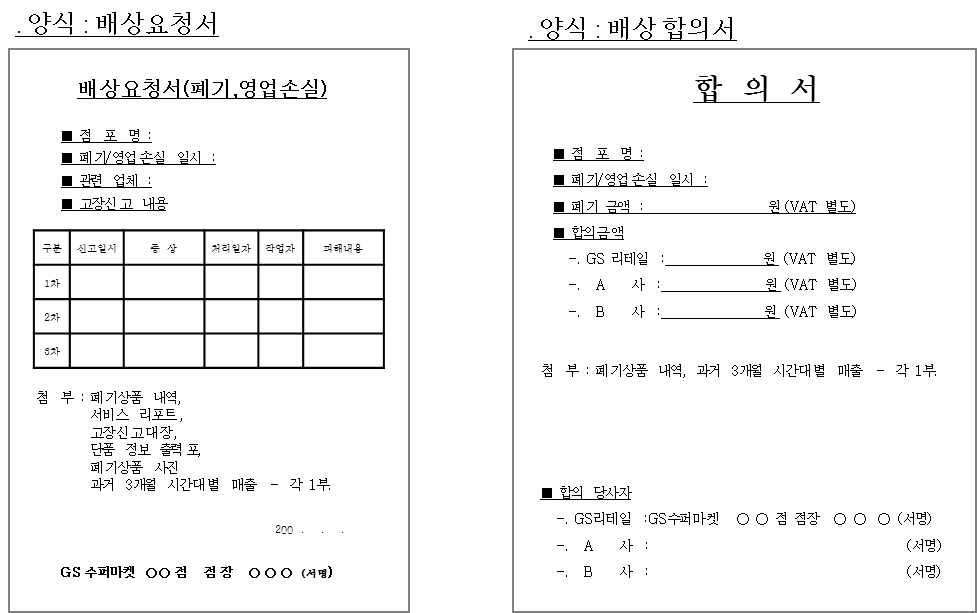 . 양식 : 배상요청서
배상요청서(폐기,영업손실)
■ 점 포 명 :
■ 폐기/영업손실 일시 :
■ 관련 업체 :
■ 고장신고 내용
구분 신고일시 증 상 처리일자 작업자 피해내용
1차
2차
3차
첨 부 : 폐기상품 내역,
서비스 리포트,
고장신고대장,
단품 정보 출력포,
폐기상품 사진
과거 3개월 시간대별 매출 - 각 1부.
200 . . .
GS수퍼마켓 ○○점 점장 ○○○ (서명)
. 양식 : 배상합의서
합 의 서
■ 점 포 명 :
■ 폐기/영업손실 일시 :
■ 폐기 금액 : 원(VAT 별도)
■ 합의금액
-. GS리테일 : 원 (VAT 별도)
-. A 사 : 원 (VAT 별도)
-. B 사 : 원 (VAT 별도)
첨 부 : 폐기상품 내역, 과거 3개월 시간대별 매출 - 각 1부.
■ 합의 당사자
-. GS리테일 :GS수퍼마켓 ○○점 점장 ○○○ (서명)
-. A 사 : (서명)
-. B 사 : (서명)